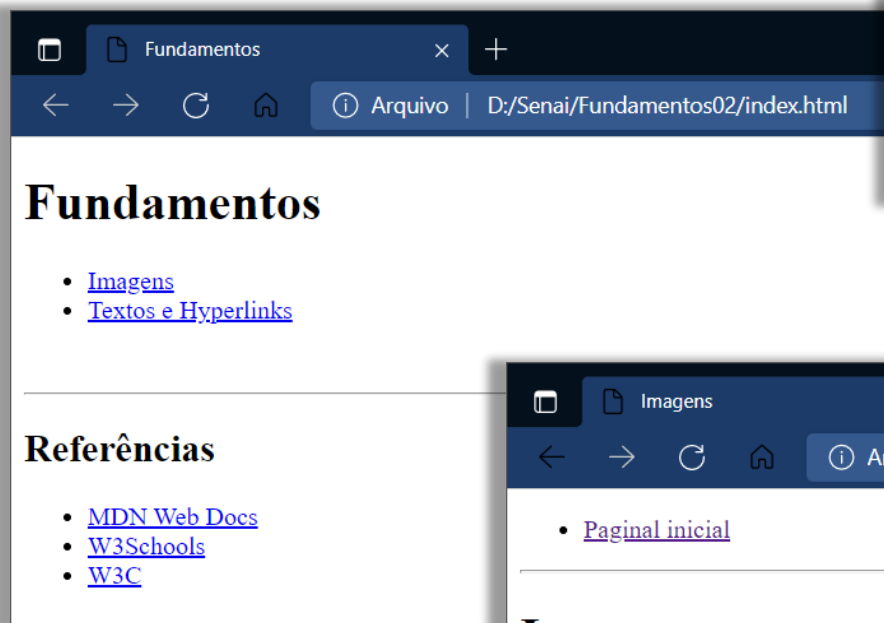 Fundamentos
Arquivo | D:/Senai/Fundamentos02/index.html
Fundamentos
Imagens
Textos e Hyperlinks
Referências
MDN Web Docs
W3Schools
W3C
Imagens
Paginal inicial